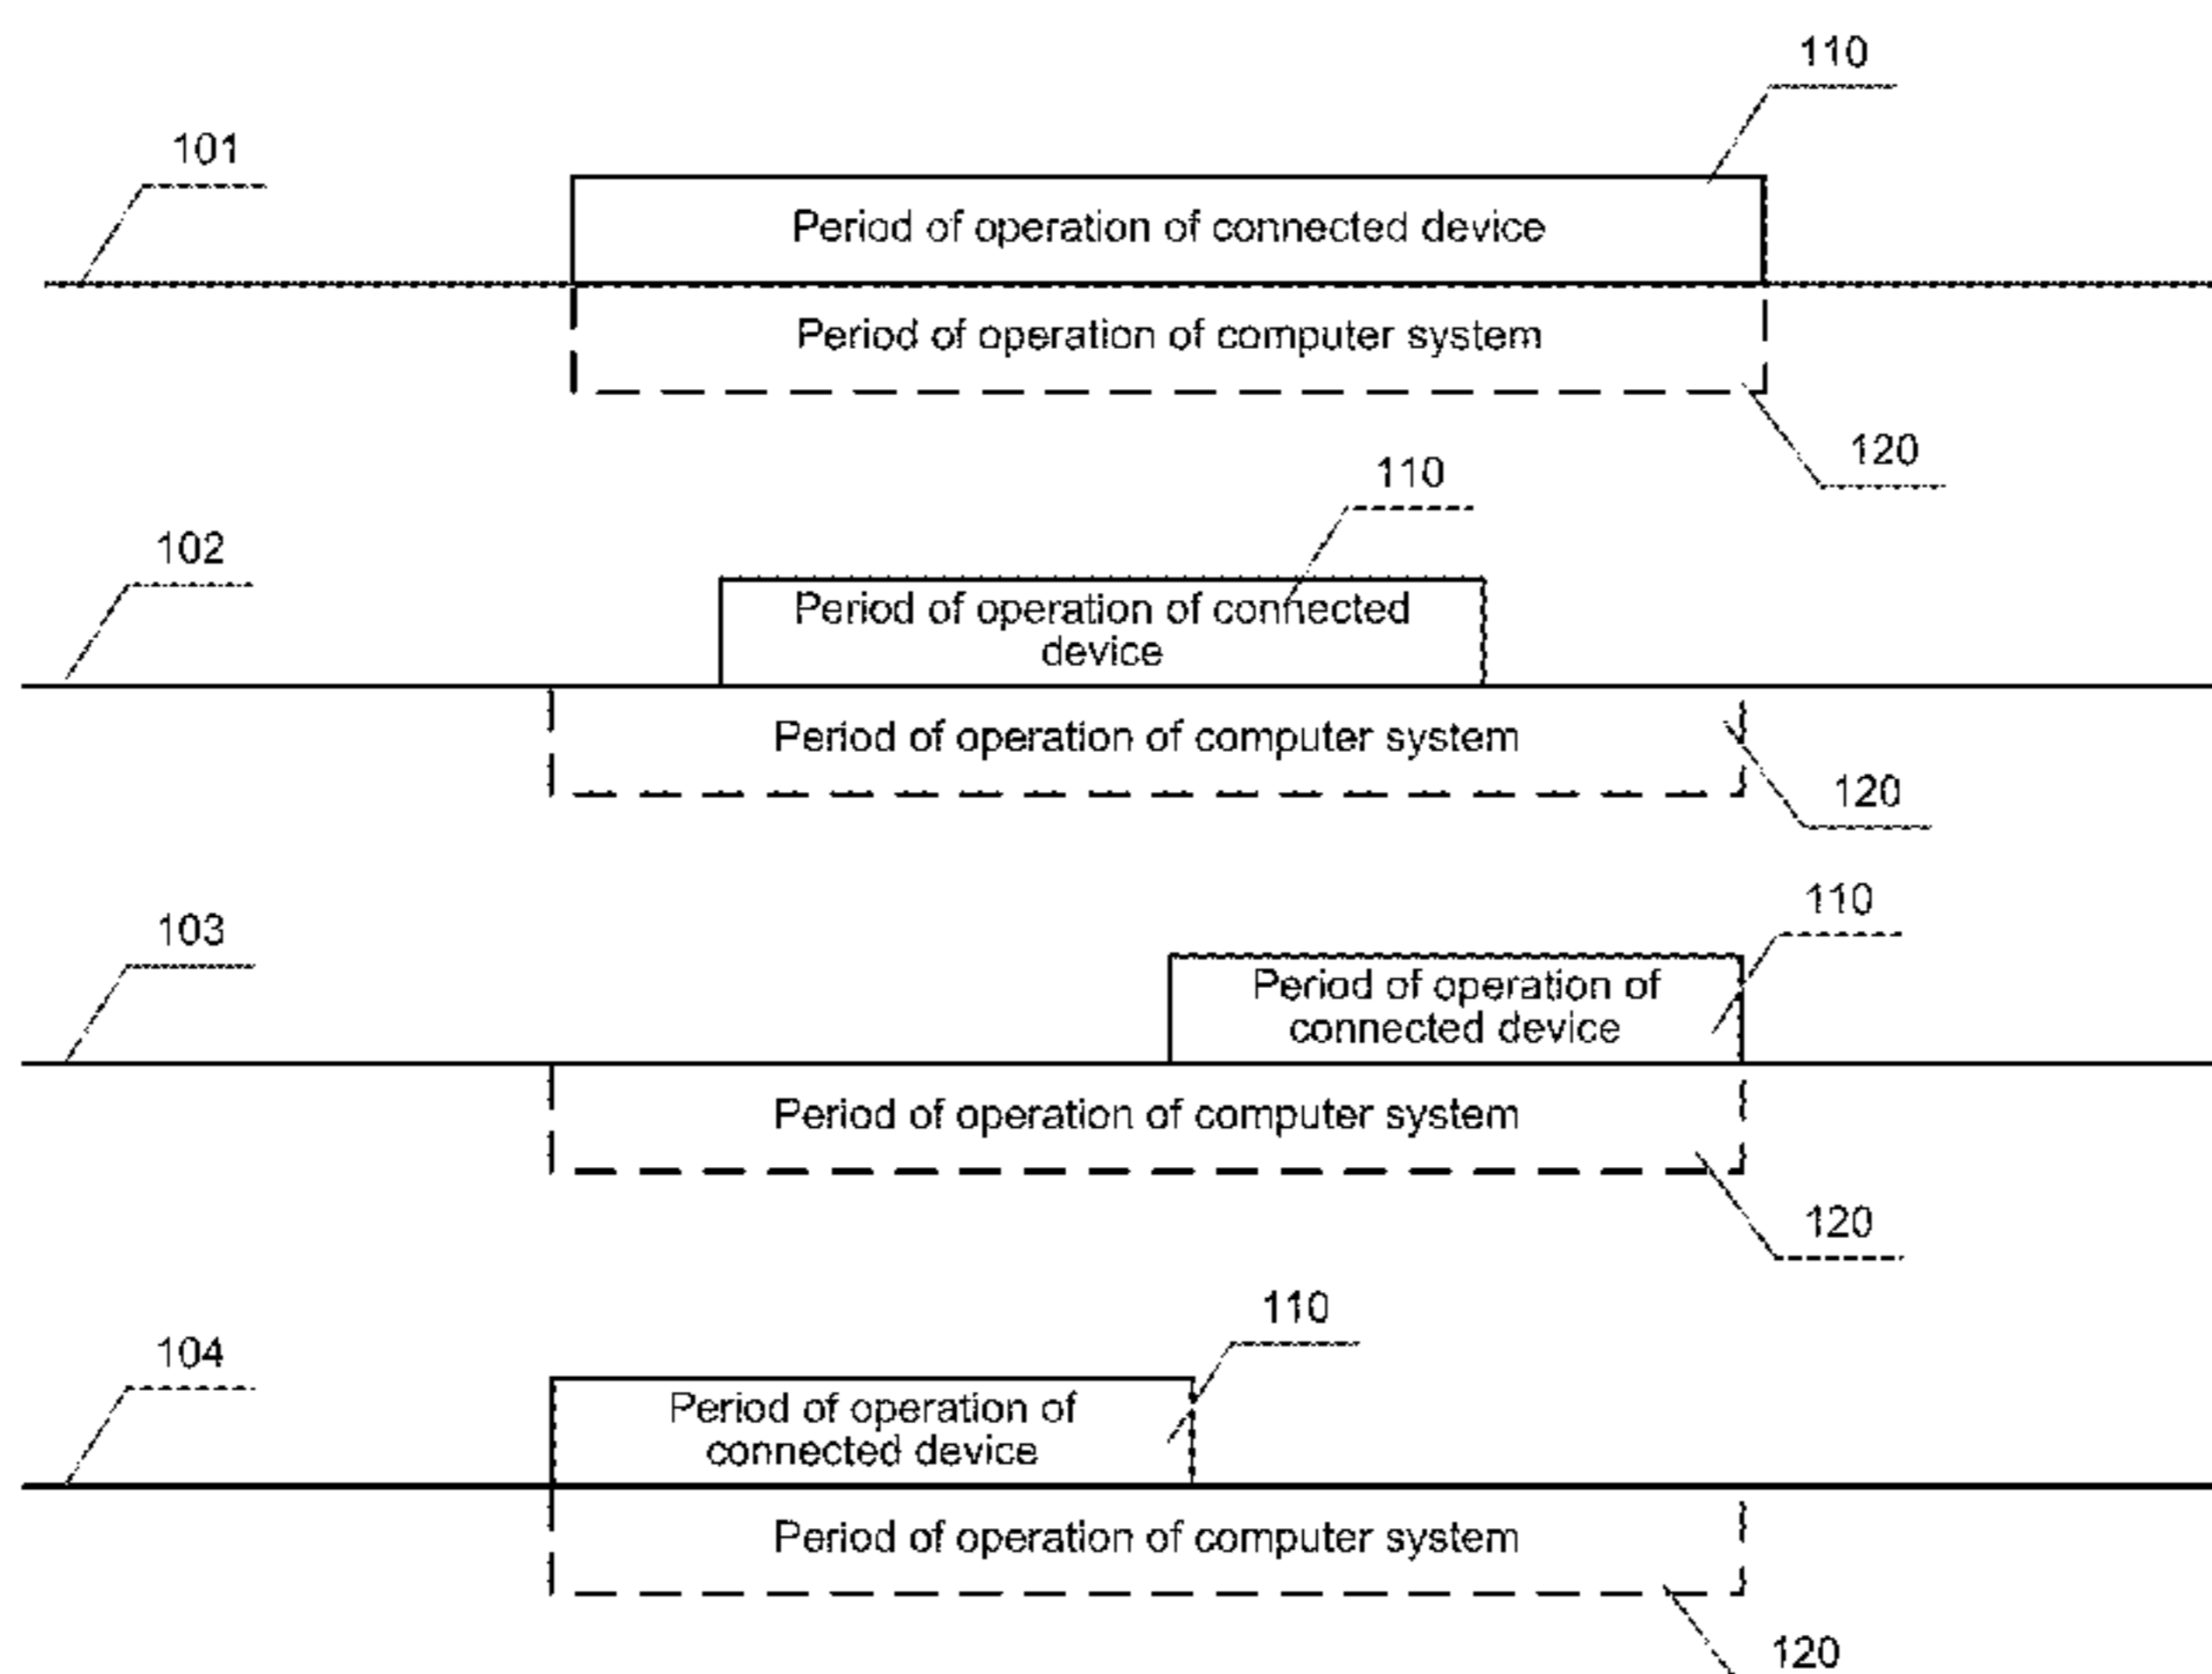 110
101
Period of operation of connected device
Period of operation of computer system
120
110
102
Period of operation of connected
device
Period of operation of computer system
120
110
103
Period of operation of
connected device
Period of operation of computer system
120
110
104
Period of operation of
connected device
Period of operation of computer system
120